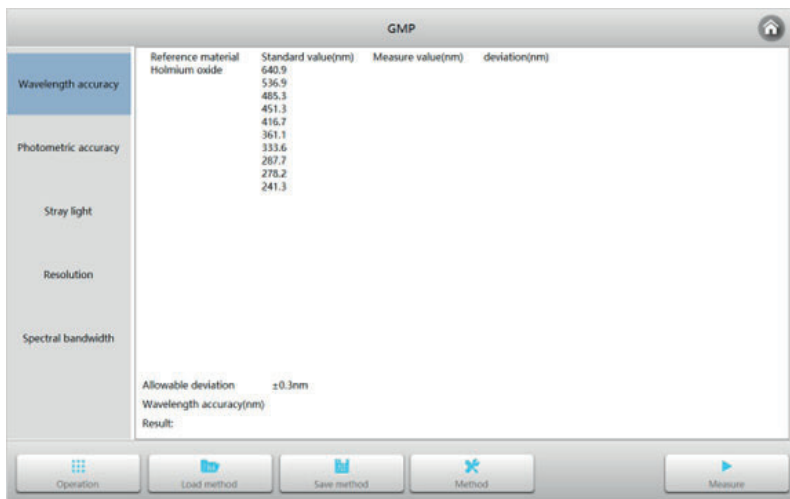 GMP
Wavelength accuracy
Photometric accuracy
Stray light
Resolution
Spectral bandwidth
Reference material Standard value(nm) Measure value(nm) deviation(nm)
Holmium oxide 640.9
536.9
485.3
451.3
416.7
361.1
333.6
287.7
278.2
241.3
Allowable deviation ±0.3nm
Wavelength accuracy(nm)
Result:
Operation Load method Save method Method Measure